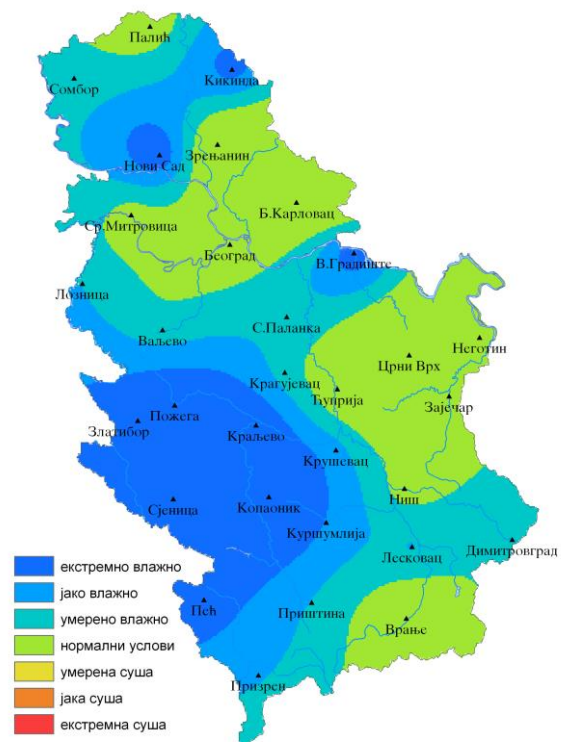 Палић
Кикинда
Сомбор
Нови Сад
Зрењанин
Ср.Митровица
Б.Карловац
Београд
В.Градиште
Лозница
Ваљево
С.Паланка
Неготин
Црни Врх
Крагујевац
Ћуприја
Зајечар
Пожега
Златибор
Краљево
Крушевац
Сјеница
Копаоник
Ниш
Куршумлија
Лесковац
Димитровград
Пећ
Приштина
Врање
Призрен
екстремно влажно
јако влажно
умерено влажно
нормални услови
умерена суша
јака суша
екстремна суша